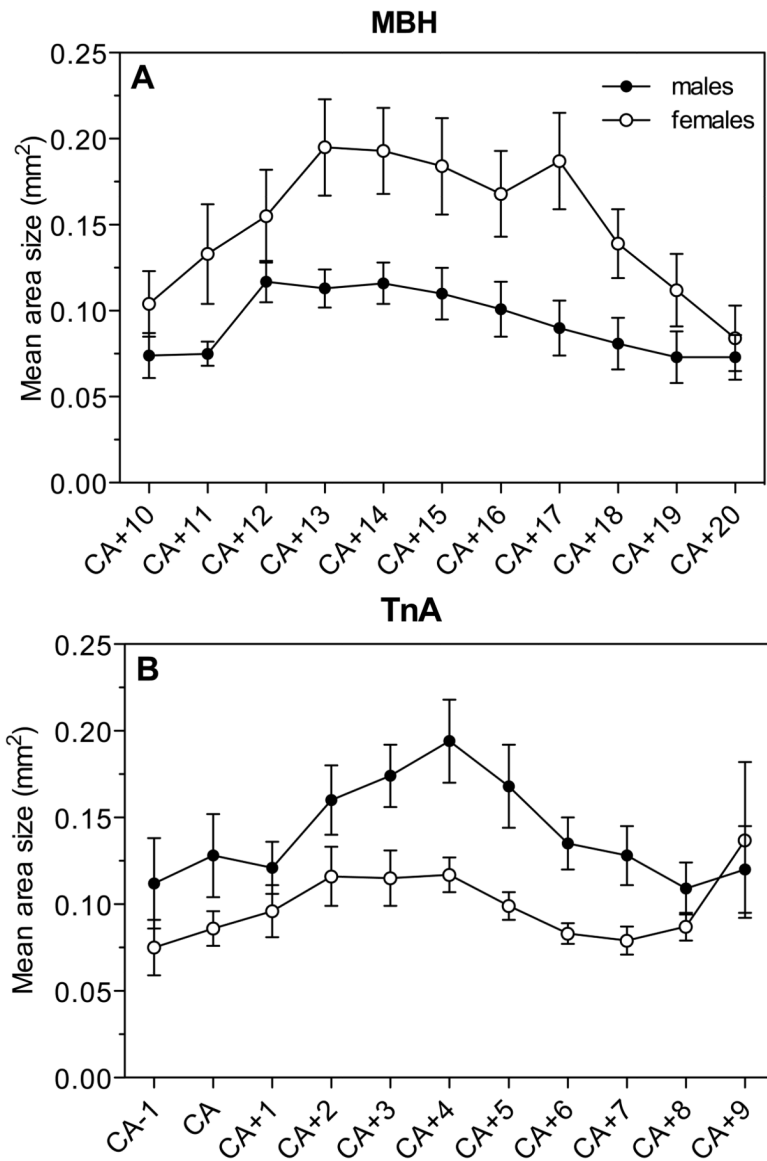 MBH
A
males
females
Mean area size (mm²)
0.25
0.20
0.15
0.10
0.05
0.00
CA+10
CA+11
CA+12
CA+13
CA+14
CA+15
CA+16
CA+17
CA+18
CA+19
CA+20
TnA
B
Mean area size (mm²)
0.25
0.20
0.15
0.10
0.05
0.00
CA-1
CA
CA+1
CA+2
CA+3
CA+4
CA+5
CA+6
CA+7
CA+8
CA+9